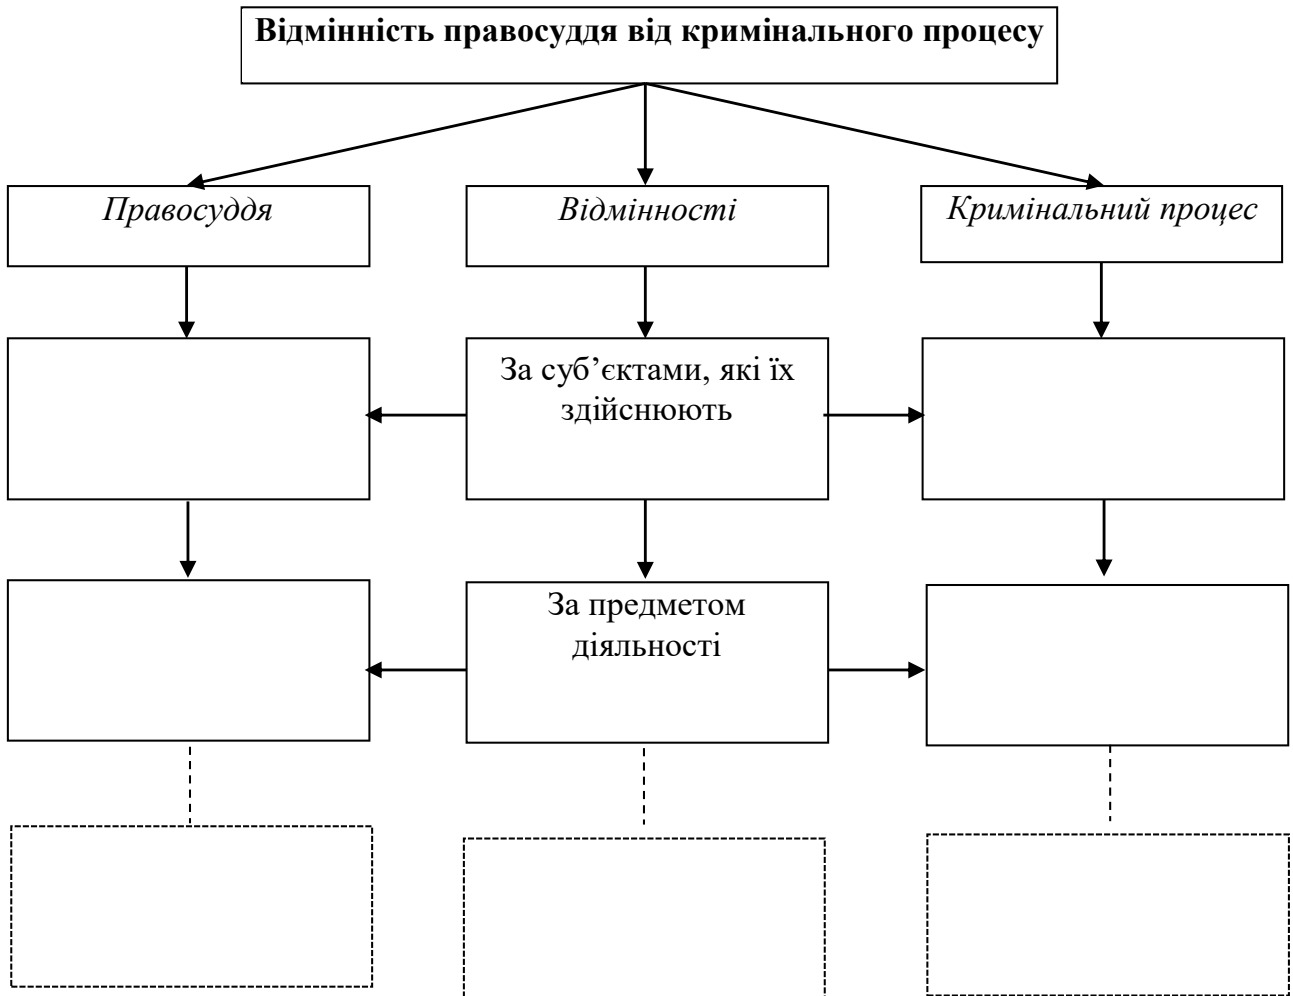 Відмінність правосуддя від кримінального процесу
Правосуддя
Відмінності
Кримінальний процес
За суб’єктами, які їх
здійснюють
За предметом
діяльності